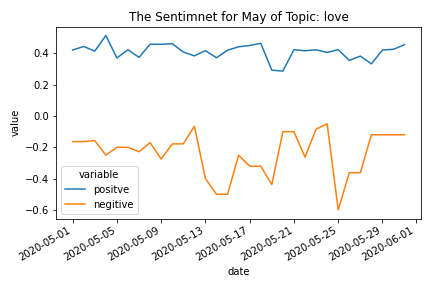 The Sentimnet for May of Topic: love
value
0.4
0.2
0.0
−0.2
−0.4
−0.6
variable
positve
negitive
2020-05-01
2020-05-05
2020-05-09
2020-05-13
2020-05-17
2020-05-21
2020-05-25
2020-05-29
2020-06-01
date